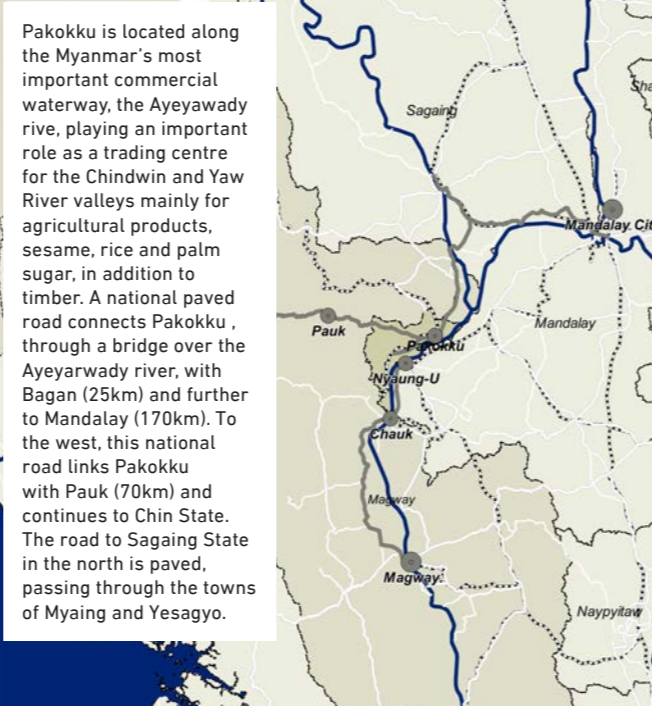 Pakokku is located along
the Myanmar's most
important commercial
waterway, the Ayeyawady
rive, playing an important
role as a trading centre
for the Chindwin and Yaw
River valleys mainly for
agricultural products,
sesame, rice and palm
sugar, in addition to
timber. A national paved
road connects Pakokku ,
through a bridge over the
Ayeyarwady river, with
Bagan (25km) and further
to Mandalay (170km). To
the west, this national
road links Pakokku
with Pauk (70km) and
continues to Chin State.
The road to Sagaing State
in the north is paved,
passing through the towns
of Myaing and Yesagyo.
Sha
Sagaing
Mandalay Cit
Pauk
Mandalay
Pakokku
Nyaung-U
Chauk
Magway
Magway
Naypyitaw